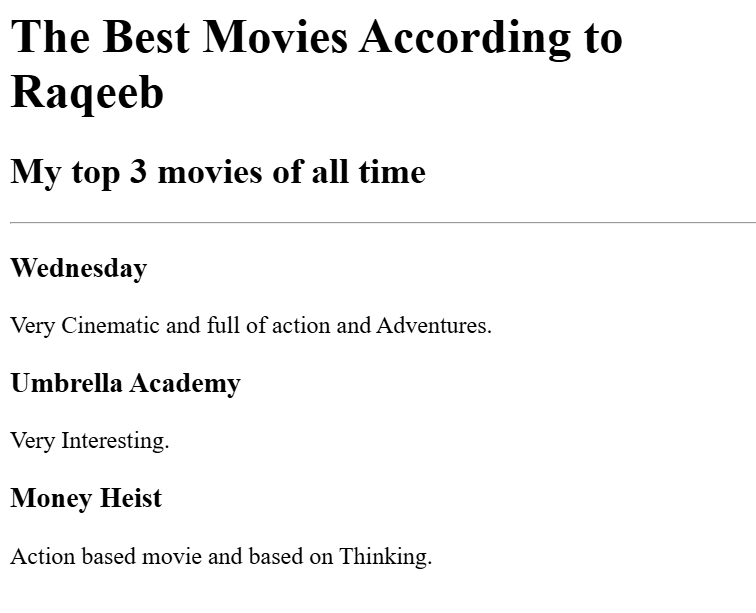 The Best Movies According to
Raqeeb
My top 3 movies of all time
Wednesday
Very Cinematic and full of action and Adventures.
Umbrella Academy
Very Interesting.
Money Heist
Action based movie and based on Thinking.